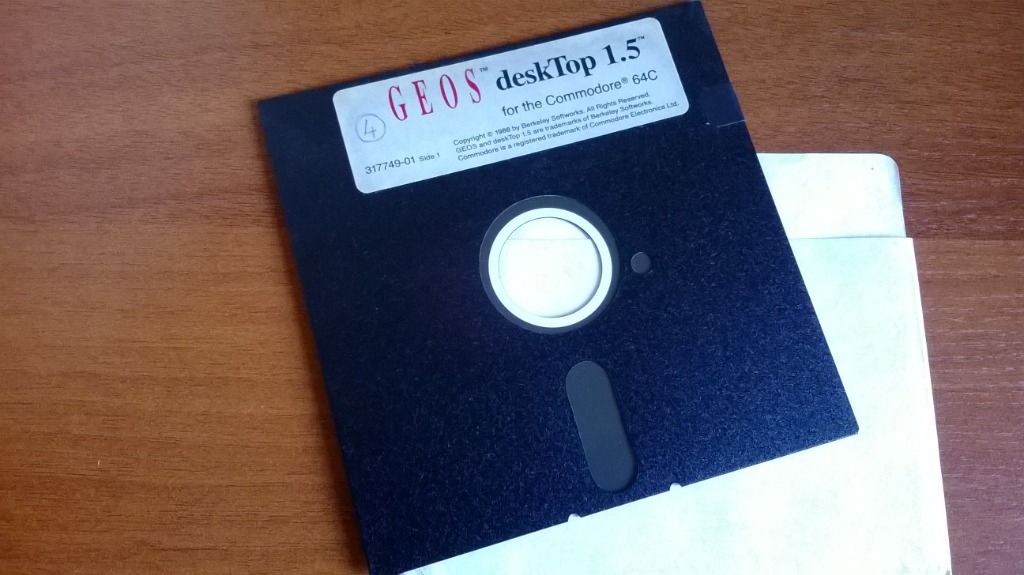 GEOS™ deskTop 1.5™
for the Commodore® 64C
4
Copyright © 1988 by Berkeley Softworks. All Rights Reserved.
GEOS and deskTop 1.5 are trademarks of Berkeley Softworks.
Commodore is a registered trademark of Commodore Electronics Ltd.
317749-01 Side 1